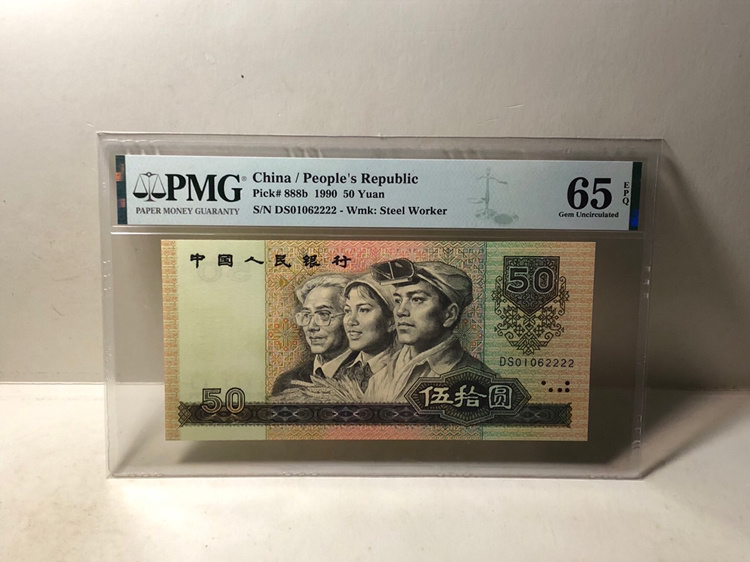 PMG
PAPER MONEY GUARANTY
China / People's Republic
Pick# 888b 1990 50 Yuan
S/N DS01062222 - Wmk: Steel Worker
65
EPQ
Gem Uncirculated
中国人民银行
50
DS01062222
50
伍拾圆